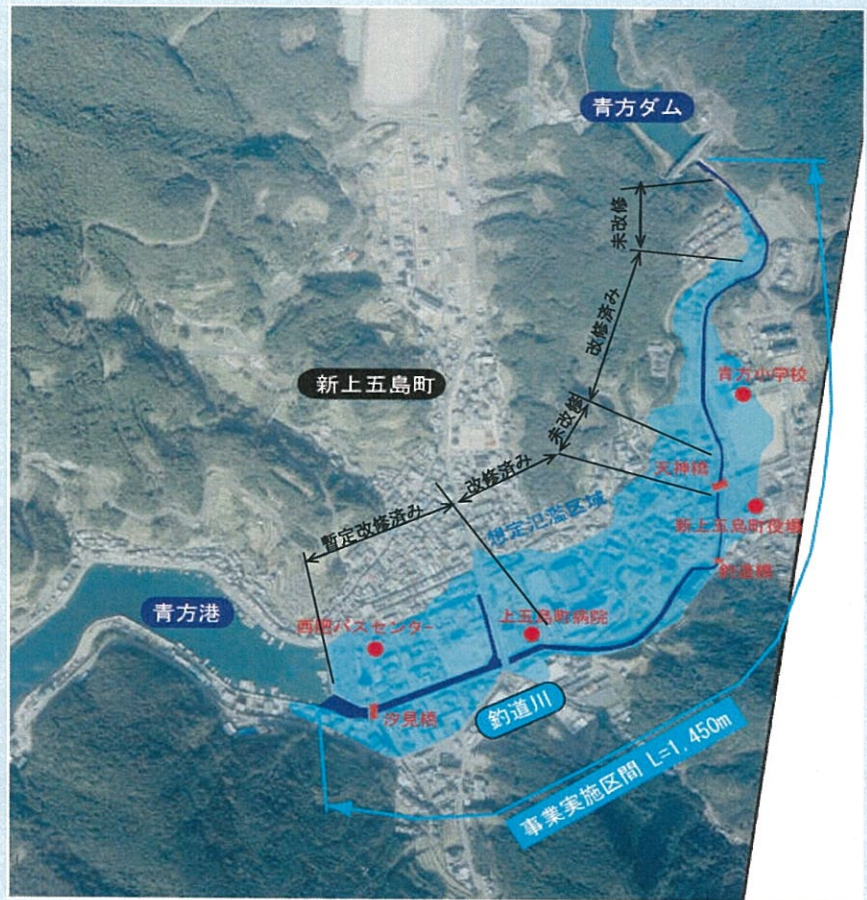 青方ダム
未改修
改修済み
新上五島町
青方小学校
未改修
天神橋
改修済み
暫定改修済み
想定氾濫区域
新上五島町役場
釣道橋
青方港
西肥バスセンター
上五島町病院
釣道川
汐見橋
事業実施区間 L=1,450m